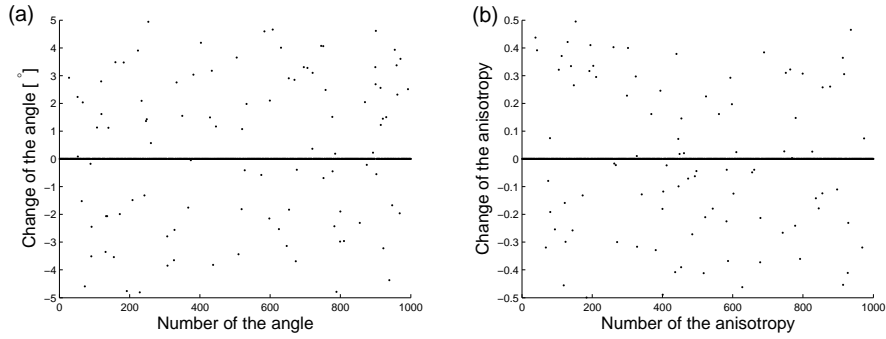 (a)
Change of the angle [ ° ]
5
4
3
2
1
0
−1
−2
−3
−4
−5
0 200 400 600 800 1000
Number of the angle
(b)
Change of the anisotropy
0.5
0.4
0.3
0.2
0.1
0
−0.1
−0.2
−0.3
−0.4
−0.5
0 200 400 600 800 1000
Number of the anisotropy